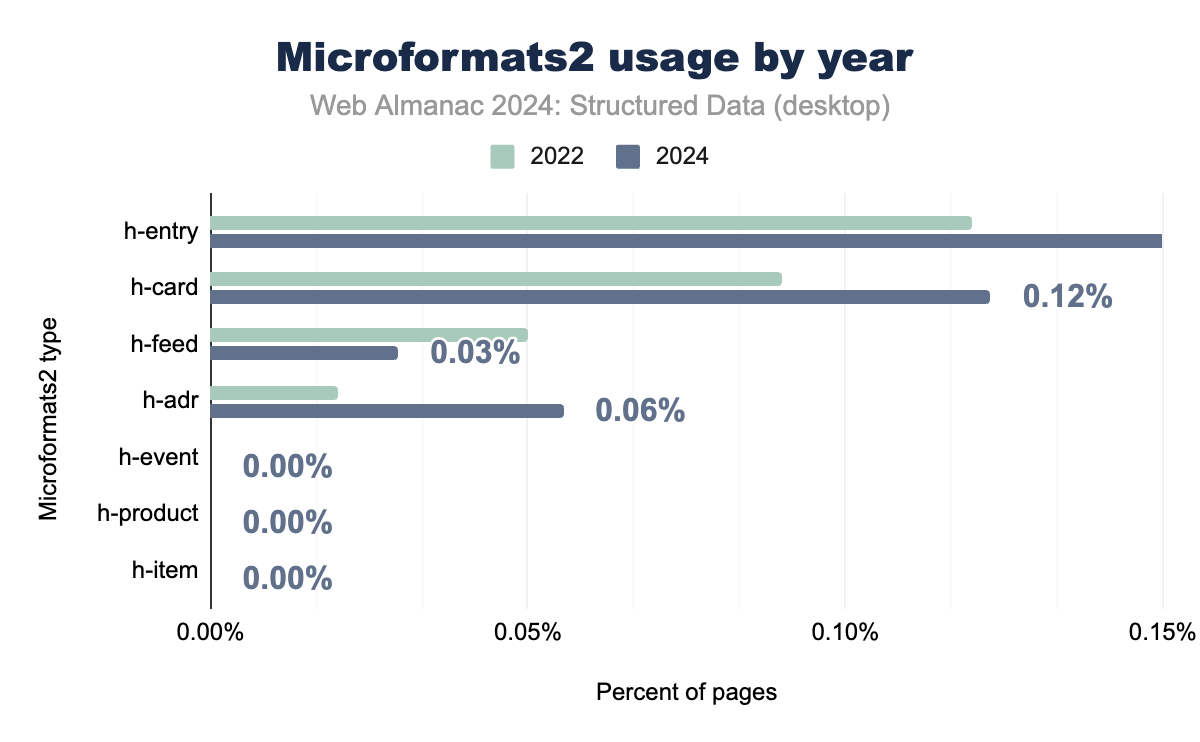 Microformats2 usage by year
Web Almanac 2024: Structured Data (desktop)
2022 2024
Microformats2 type
h-entry
h-card 0.12%
h-feed 0.03%
h-adr 0.06%
h-event 0.00%
h-product 0.00%
h-item 0.00%
0.00% 0.05% 0.10% 0.15%
Percent of pages